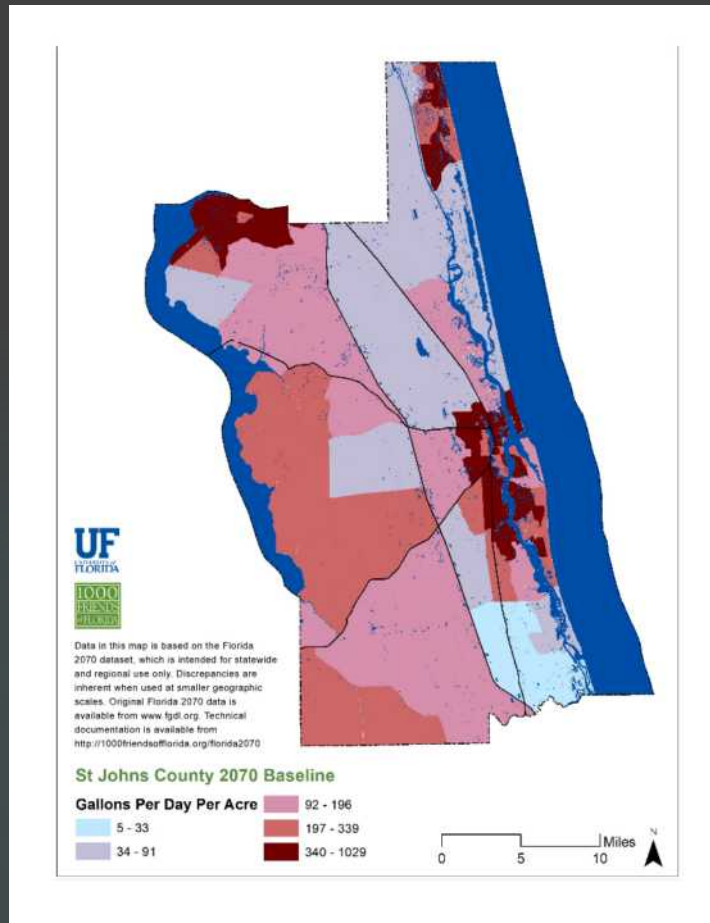 UF
UNIVERSITY of
FLORIDA
1000
FRIENDS
of FLORIDA
Data in this map is based on the Florida
2070 dataset, which is intended for statewide
and regional use only. Discrepancies are
inherent when used at smaller geographic
scales. Original Florida 2070 data is
available from www.fgdl.org. Technical
documentation is available from
http://1000friendsofflorida.org/florida2070
St Johns County 2070 Baseline
Gallons Per Day Per Acre
5 - 33
34 - 91
92 - 196
197 - 339
340 - 1029
Miles
0 5 10
N